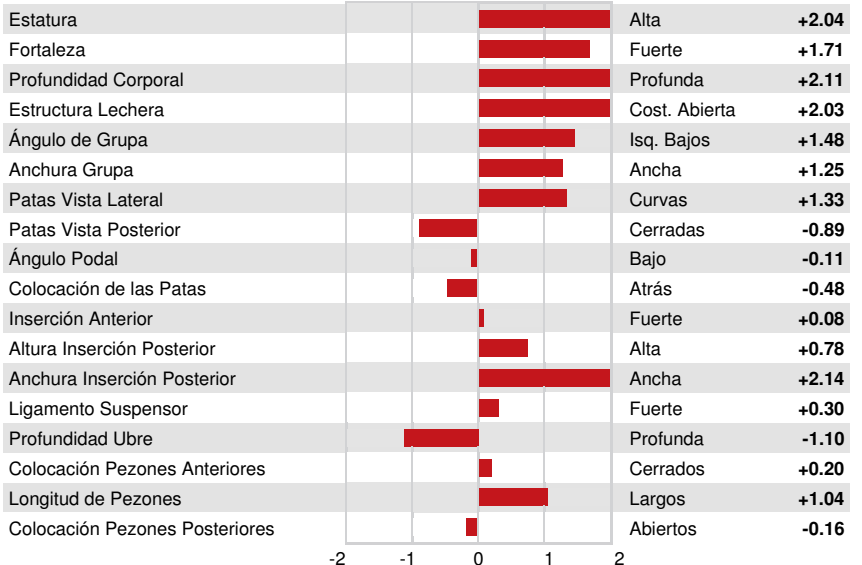 Estatura Alta +2.04
Fortaleza Fuerte +1.71
Profundidad Corporal Profunda +2.11
Estructura Lechera Cost. Abierta +2.03
Ángulo de Grupa Isq. Bajos +1.48
Anchura Grupa Ancha +1.25
Patas Vista Lateral Curvas +1.33
Patas Vista Posterior Cerradas -0.89
Ángulo Podal Bajo -0.11
Colocación de las Patas Atrás -0.48
Inserción Anterior Fuerte +0.08
Altura Inserción Posterior Alta +0.78
Anchura Inserción Posterior Ancha +2.14
Ligamento Suspensor Fuerte +0.30
Profundidad Ubre Profunda -1.10
Colocación Pezones Anteriores Cerrados +0.20
Longitud de Pezones Largos +1.04
Colocación Pezones Posteriores Abiertos -0.16
-2 -1 0 1 2